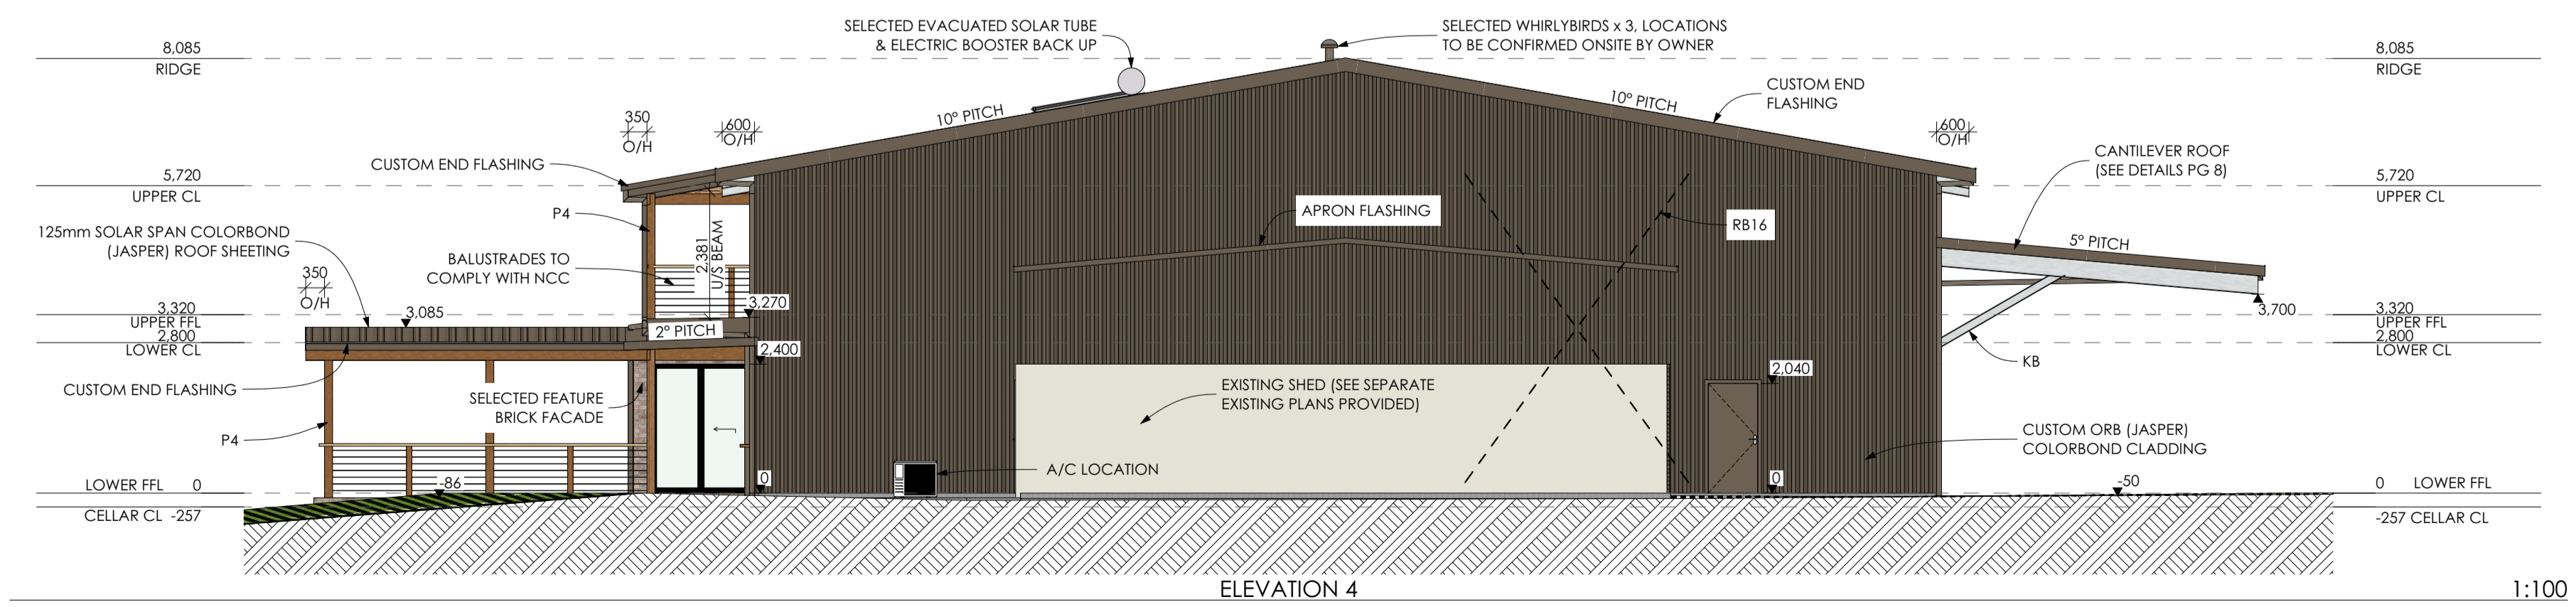 SELECTED EVACUATED SOLAR TUBE
& ELECTRIC BOOSTER BACK UP
SELECTED WHIRLYBIRDS x 3, LOCATIONS
TO BE CONFIRMED ONSITE BY OWNER
8,085
RIDGE
8,085
RIDGE
CUSTOM END
FLASHING
10° PITCH
10° PITCH
350
O/H
600
O/H
600
O/H
CUSTOM END FLASHING
CANTILEVER ROOF
(SEE DETAILS PG 8)
5,720
UPPER CL
5,720
UPPER CL
P4
APRON FLASHING
RB16
125mm SOLAR SPAN COLORBOND
(JASPER) ROOF SHEETING
5° PITCH
BALUSTRADES TO
COMPLY WITH NCC
2,381
U/S BEAM
350
O/H
3,270
3,700
3,320
UPPER FFL
2,800
LOWER CL
3,085
2° PITCH
2,400
3,320
UPPER FFL
2,800
LOWER CL
KB
2,040
CUSTOM END FLASHING
SELECTED FEATURE
BRICK FACADE
EXISTING SHED (SEE SEPARATE
EXISTING PLANS PROVIDED)
P4
CUSTOM ORB (JASPER)
COLORBOND CLADDING
A/C LOCATION
LOWER FFL 0
-86
0
0
-50
0 LOWER FFL
CELLAR CL -257
-257 CELLAR CL
ELEVATION 4
1:100